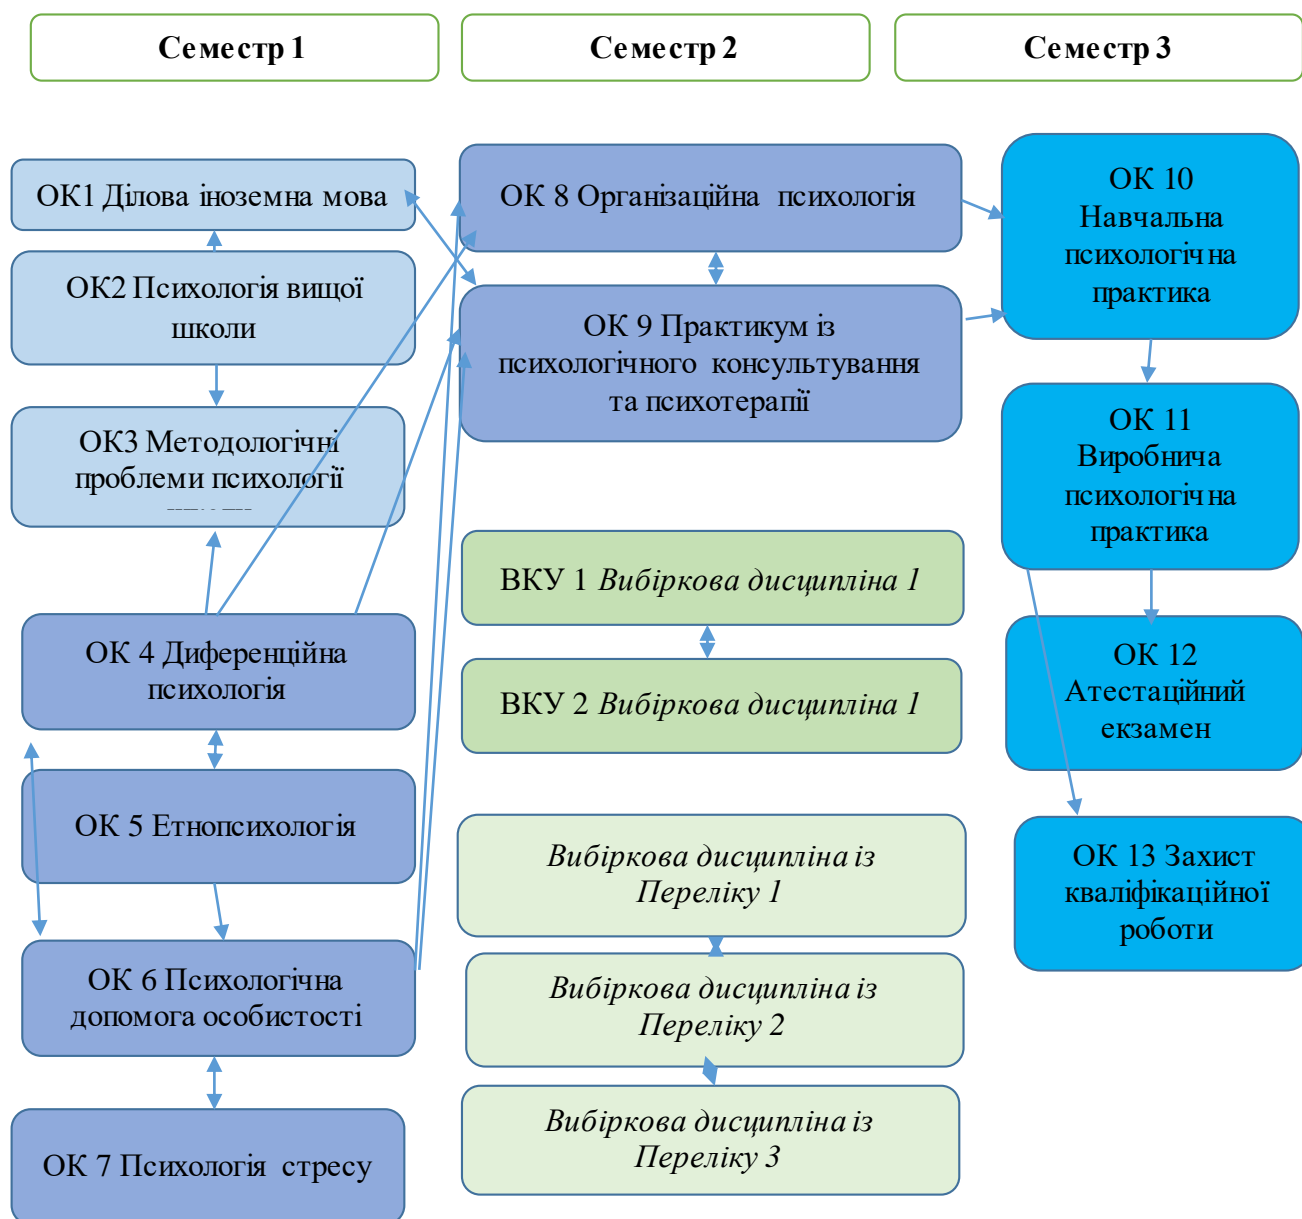 Семестр 1
Семестр 2
Семестр 3
ОК1 Ділова іноземна мова
ОК2 Психологія вищої
школи
ОК3 Методологічні
проблеми психології
ОК 4 Диференційна
психологія
ОК 5 Етнопсихологія
ОК 6 Психологічна
допомога особистості
ОК 7 Психологія стресу
ОК 8 Організаційна психологія
ОК 9 Практикум із
психологічного консультування
та психотерапії
ВКУ 1 Вибіркова дисципліна 1
ВКУ 2 Вибіркова дисципліна 1
Вибіркова дисципліна із
Переліку 1
Вибіркова дисципліна із
Переліку 2
Вибіркова дисципліна із
Переліку 3
ОК 10
Навчальна
психологічна
практика
ОК 11
Виробнича
психологічна
практика
ОК 12
Атестаційний
екзамен
ОК 13 Захист
кваліфікаційної
роботи